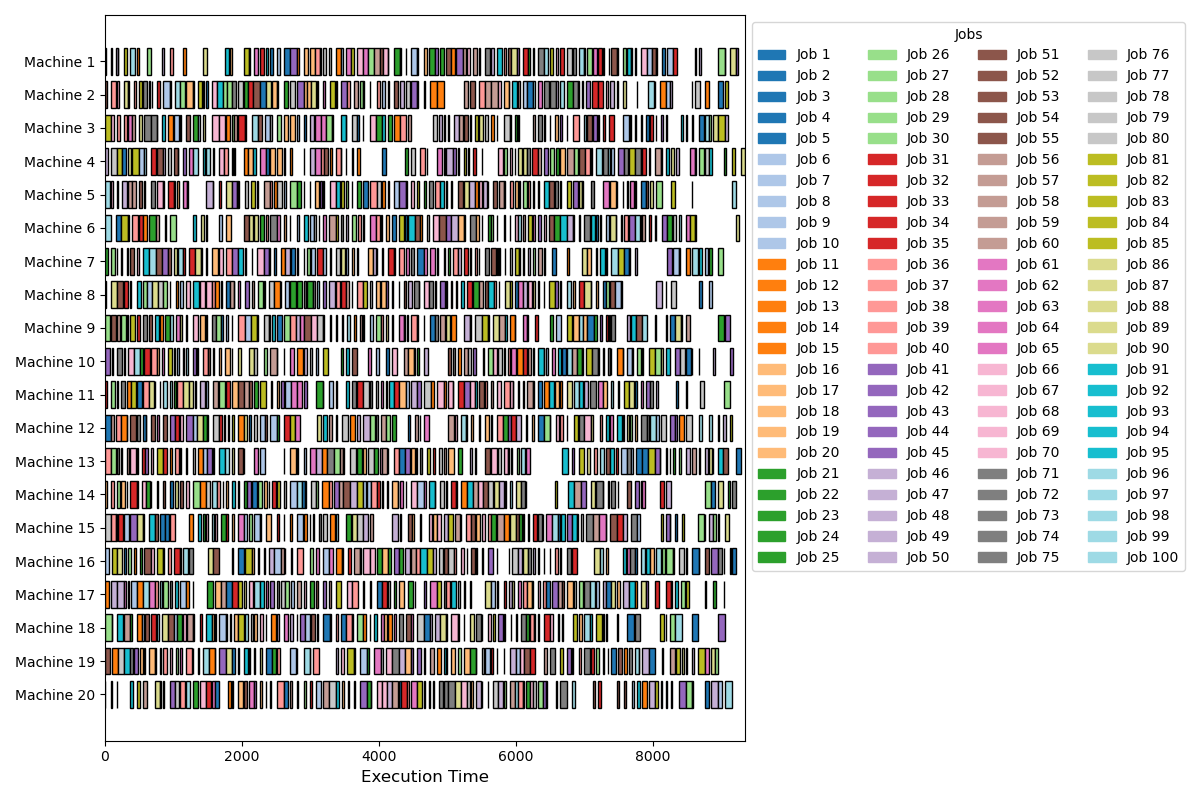 Machine 1
Machine 2
Machine 3
Machine 4
Machine 5
Machine 6
Machine 7
Machine 8
Machine 9
Machine 10
Machine 11
Machine 12
Machine 13
Machine 14
Machine 15
Machine 16
Machine 17
Machine 18
Machine 19
Machine 20
0 2000 4000 6000 8000
Execution Time
Jobs
Job 1 Job 26 Job 51 Job 76
Job 2 Job 27 Job 52 Job 77
Job 3 Job 28 Job 53 Job 78
Job 4 Job 29 Job 54 Job 79
Job 5 Job 30 Job 55 Job 80
Job 6 Job 31 Job 56 Job 81
Job 7 Job 32 Job 57 Job 82
Job 8 Job 33 Job 58 Job 83
Job 9 Job 34 Job 59 Job 84
Job 10 Job 35 Job 60 Job 85
Job 11 Job 36 Job 61 Job 86
Job 12 Job 37 Job 62 Job 87
Job 13 Job 38 Job 63 Job 88
Job 14 Job 39 Job 64 Job 89
Job 15 Job 40 Job 65 Job 90
Job 16 Job 41 Job 66 Job 91
Job 17 Job 42 Job 67 Job 92
Job 18 Job 43 Job 68 Job 93
Job 19 Job 44 Job 69 Job 94
Job 20 Job 45 Job 70 Job 95
Job 21 Job 46 Job 71 Job 96
Job 22 Job 47 Job 72 Job 97
Job 23 Job 48 Job 73 Job 98
Job 24 Job 49 Job 74 Job 99
Job 25 Job 50 Job 75 Job 100